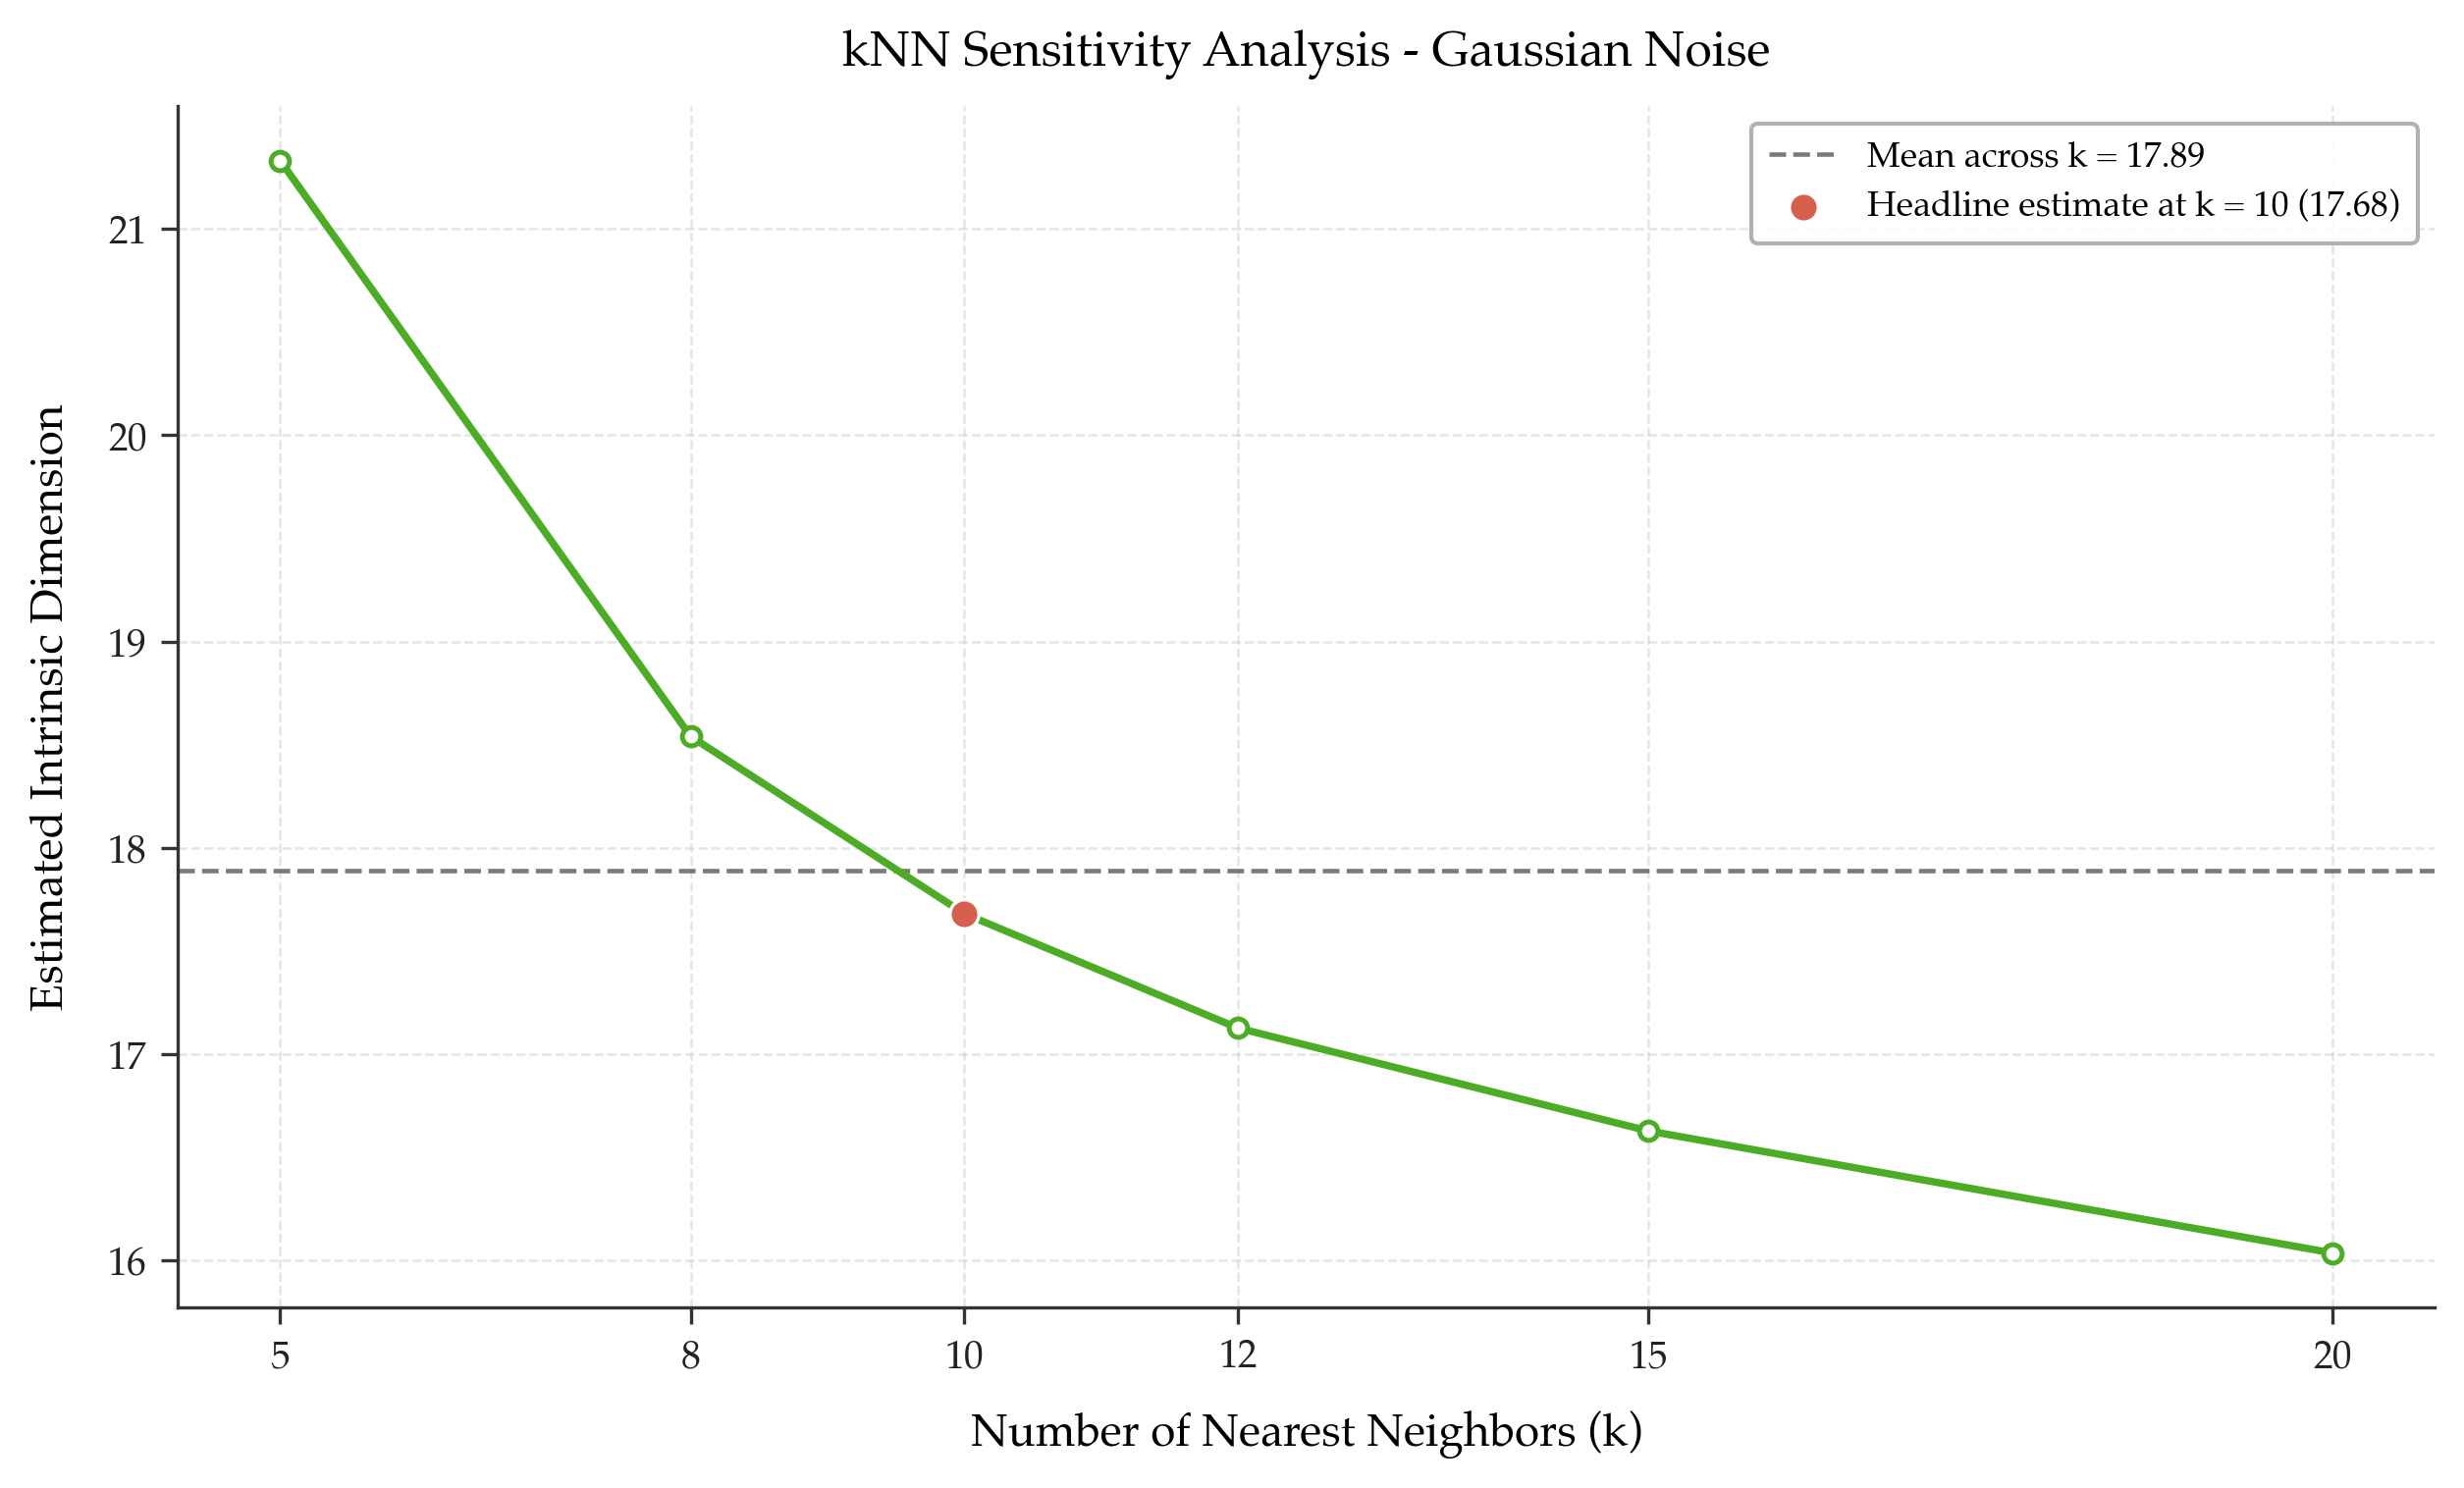 kNN Sensitivity Analysis - Gaussian Noise
Mean across k = 17.89
Headline estimate at k = 10 (17.68)
Estimated Intrinsic Dimension
21
20
19
18
17
16
5
8
10
12
15
20
Number of Nearest Neighbors (k)